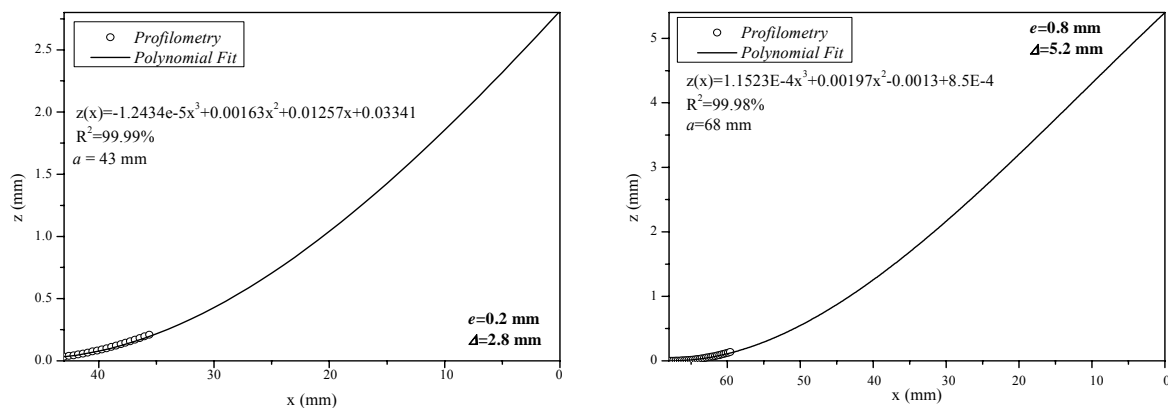 Profilometry
Polynomial Fit
z(x)=-1.2434e-5x³+0.00163x²+0.01257x+0.03341
R²=99.99%
a = 43 mm
e=0.2 mm
Δ=2.8 mm
2.5
2.0
1.5
1.0
0.5
0.0
40
30
20
10
0
z (mm)
x (mm)
Profilometry
Polynomial Fit
e=0.8 mm
Δ=5.2 mm
z(x)=1.1523E-4x³+0.00197x²-0.0013+8.5E-4
R²=99.98%
a=68 mm
5
4
3
2
1
0
60
50
40
30
20
10
0
z (mm)
x (mm)